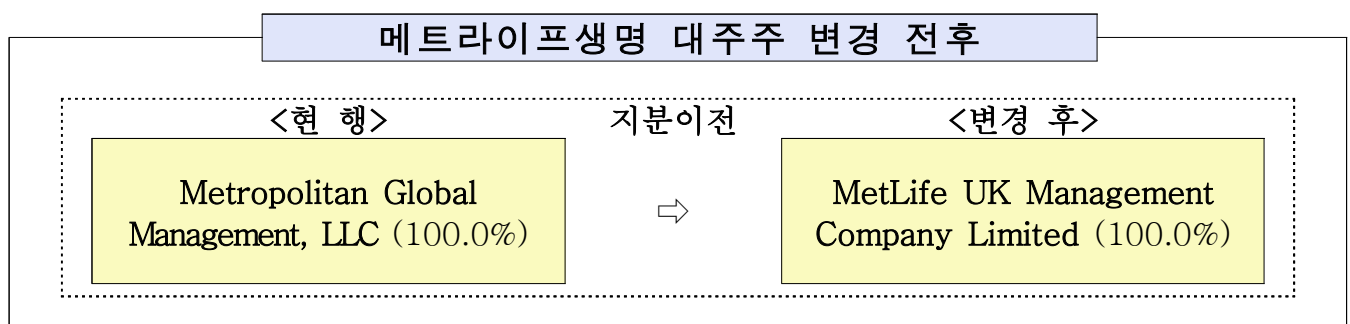 메트라이프생명 대주주 변경 전후
<현 행> 지분이전 <변경 후>
Metropolitan Global
Management, LLC (100.0%)
⇨
MetLife UK Management
Company Limited (100.0%)